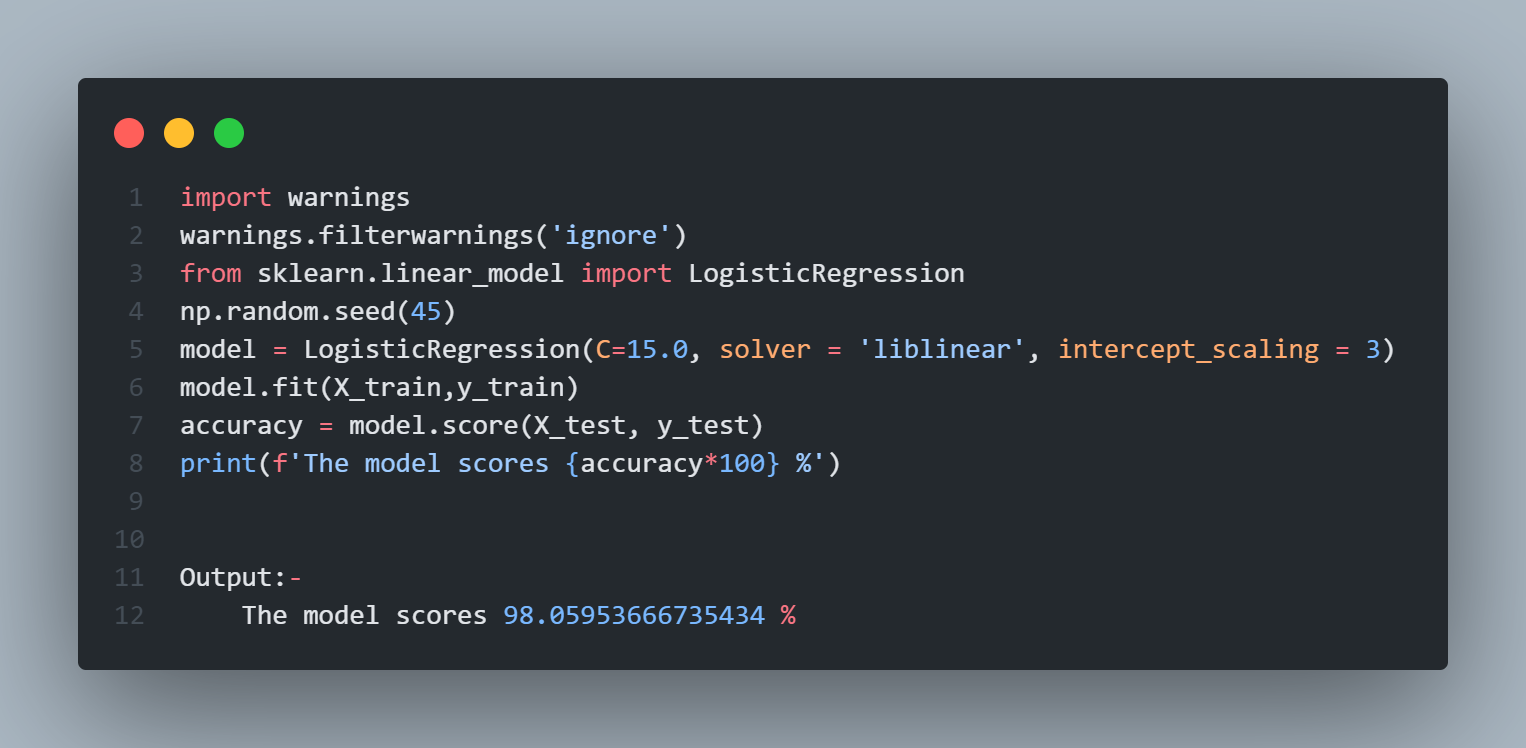 1 import warnings
2 warnings.filterwarnings('ignore')
3 from sklearn.linear_model import LogisticRegression
4 np.random.seed(45)
5 model = LogisticRegression(C=15.0, solver = 'liblinear', intercept_scaling = 3)
6 model.fit(X_train,y_train)
7 accuracy = model.score(X_test, y_test)
8 print(f'The model scores {accuracy*100} %')
9
10
11 Output:-
12     The model scores 98.05953666735434 %